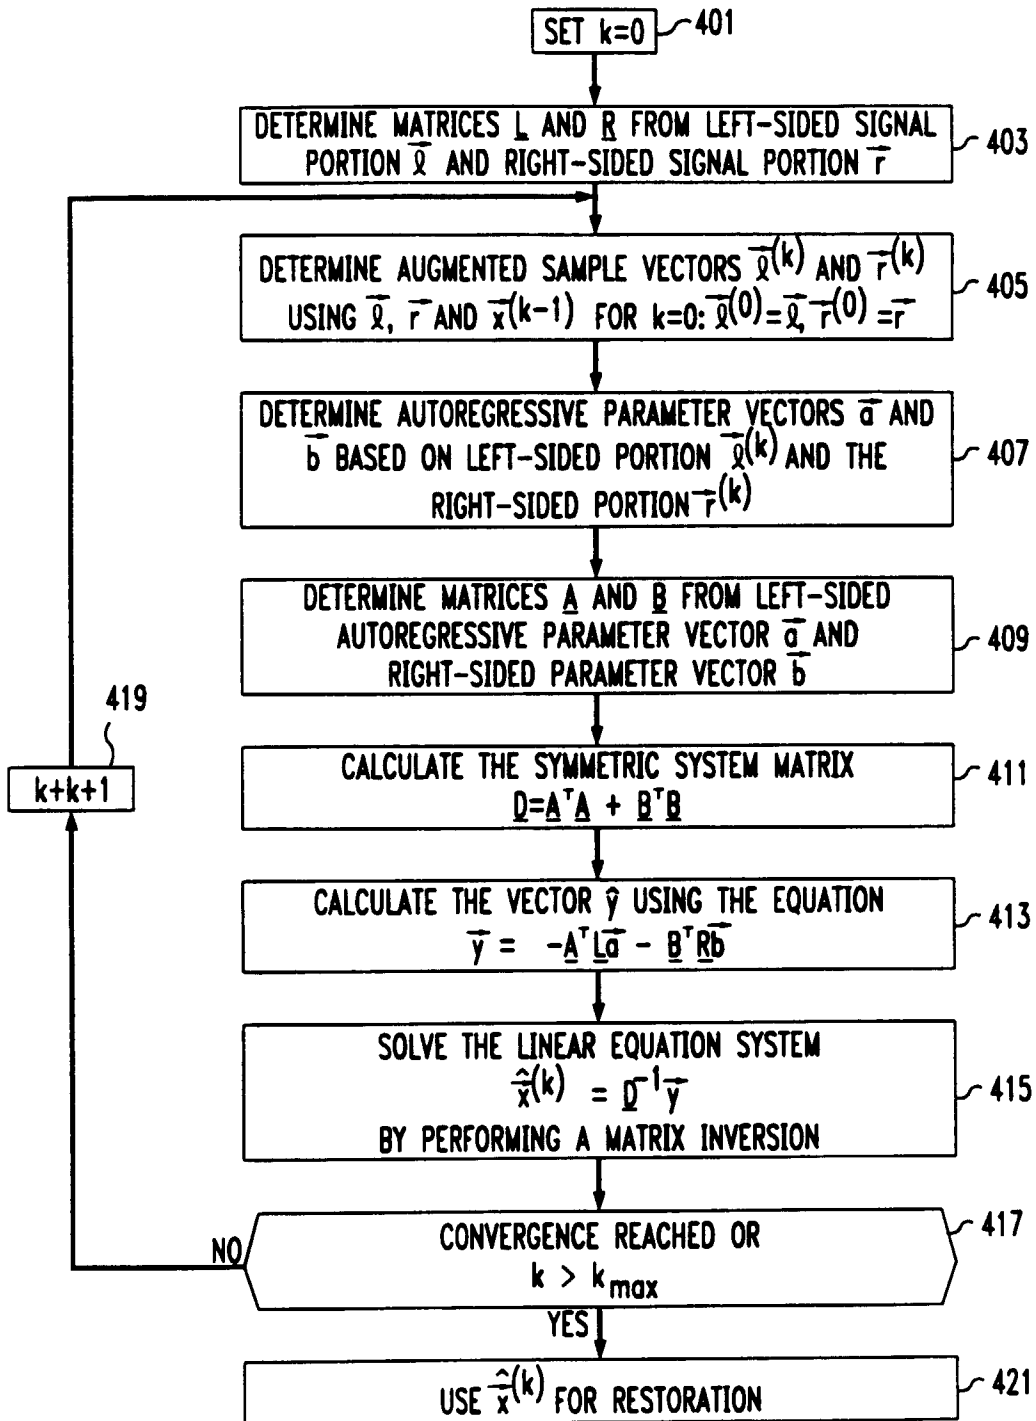 SET k=0
401
DETERMINE MATRICES L̲ AND R̲ FROM LEFT-SIDED SIGNAL
PORTION ℓ⃗ AND RIGHT-SIDED SIGNAL PORTION r⃗
403
DETERMINE AUGMENTED SAMPLE VECTORS ℓ⃗^(k) AND r⃗^(k)
USING ℓ⃗, r⃗ AND x⃗^(k-1) FOR k=0: ℓ⃗^(0)=ℓ⃗, r⃗^(0)=r⃗
405
DETERMINE AUTOREGRESSIVE PARAMETER VECTORS a⃗ AND
b⃗ BASED ON LEFT-SIDED PORTION ℓ⃗^(k) AND THE
RIGHT-SIDED PORTION r⃗^(k)
407
DETERMINE MATRICES A̲ AND B̲ FROM LEFT-SIDED
AUTOREGRESSIVE PARAMETER VECTOR a⃗ AND
RIGHT-SIDED PARAMETER VECTOR b⃗
409
419
k+k+1
CALCULATE THE SYMMETRIC SYSTEM MATRIX
D̲=A̲^T A̲ + B̲^T B̲
411
CALCULATE THE VECTOR ŷ USING THE EQUATION
y⃗ = -A̲^T L̲a⃗ - B̲^T R̲b⃗
413
SOLVE THE LINEAR EQUATION SYSTEM
x⃗̂^(k) = D̲^-1 y⃗
BY PERFORMING A MATRIX INVERSION
415
CONVERGENCE REACHED OR
k > k_max
417
NO
YES
USE x⃗̂^(k) FOR RESTORATION
421